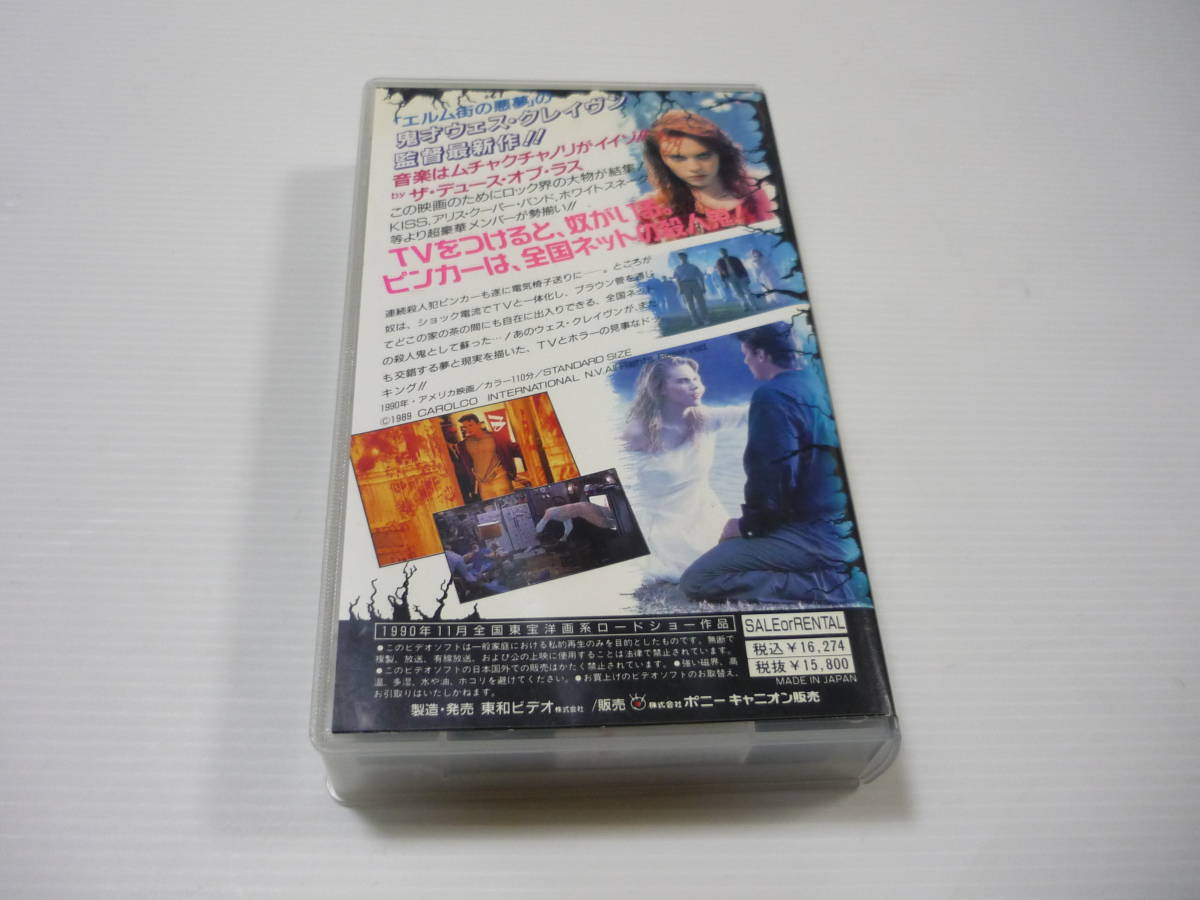 「エルム街の悪夢」の
鬼才ウェス・クレイヴン
監督最新作!!
音楽はムチャクチャノリがイイゾ!!
by ザ・デュース・オブ・ラス
この映画のためにロック界の大物が結集!
KISS,アリス・クーパー・バンド,ホワイトスネーク
等より超豪華メンバーが勢揃い!!
TVをつけると、奴がいる。
ピンカーは、全国ネットの殺人鬼!
連続殺人犯ピンカーも遂に電気椅子送りに──。ところが
奴は、ショック電流でTVと一体化し、ブラウン管を通じ
てどこの家の茶の間にも自在に出入りできる、全国ネット
の殺人鬼として蘇った…!あのウェス・クレイヴンが、また
も交錯する夢と現実を描いた、TVとホラーの見事なドッ
キング!!
1990年・アメリカ映画/カラー110分/STANDARD SIZE
©1989 CAROLCO INTERNATIONAL N.V.All Rights
1990年11月全国東宝洋画系ロードショー作品
●このビデオソフトは一般家庭における私的再生のみを目的としたものです。無断で
複製、放送、有線放送、および公の上映に使用することは法律で禁止されています。
●このビデオソフトの日本国外での販売はかたく禁止されています。●強い磁界、高
温、多湿、水や油、ホコリを避けてください。●お買上げのビデオソフトのお取替え、
お引取りはいたしかねます。
SALEorRENTAL
税込¥16,274
税抜¥15,800
MADE IN JAPAN
製造・発売 東和ビデオ株式会社 /販売 株式会社 ポニーキャニオン販売